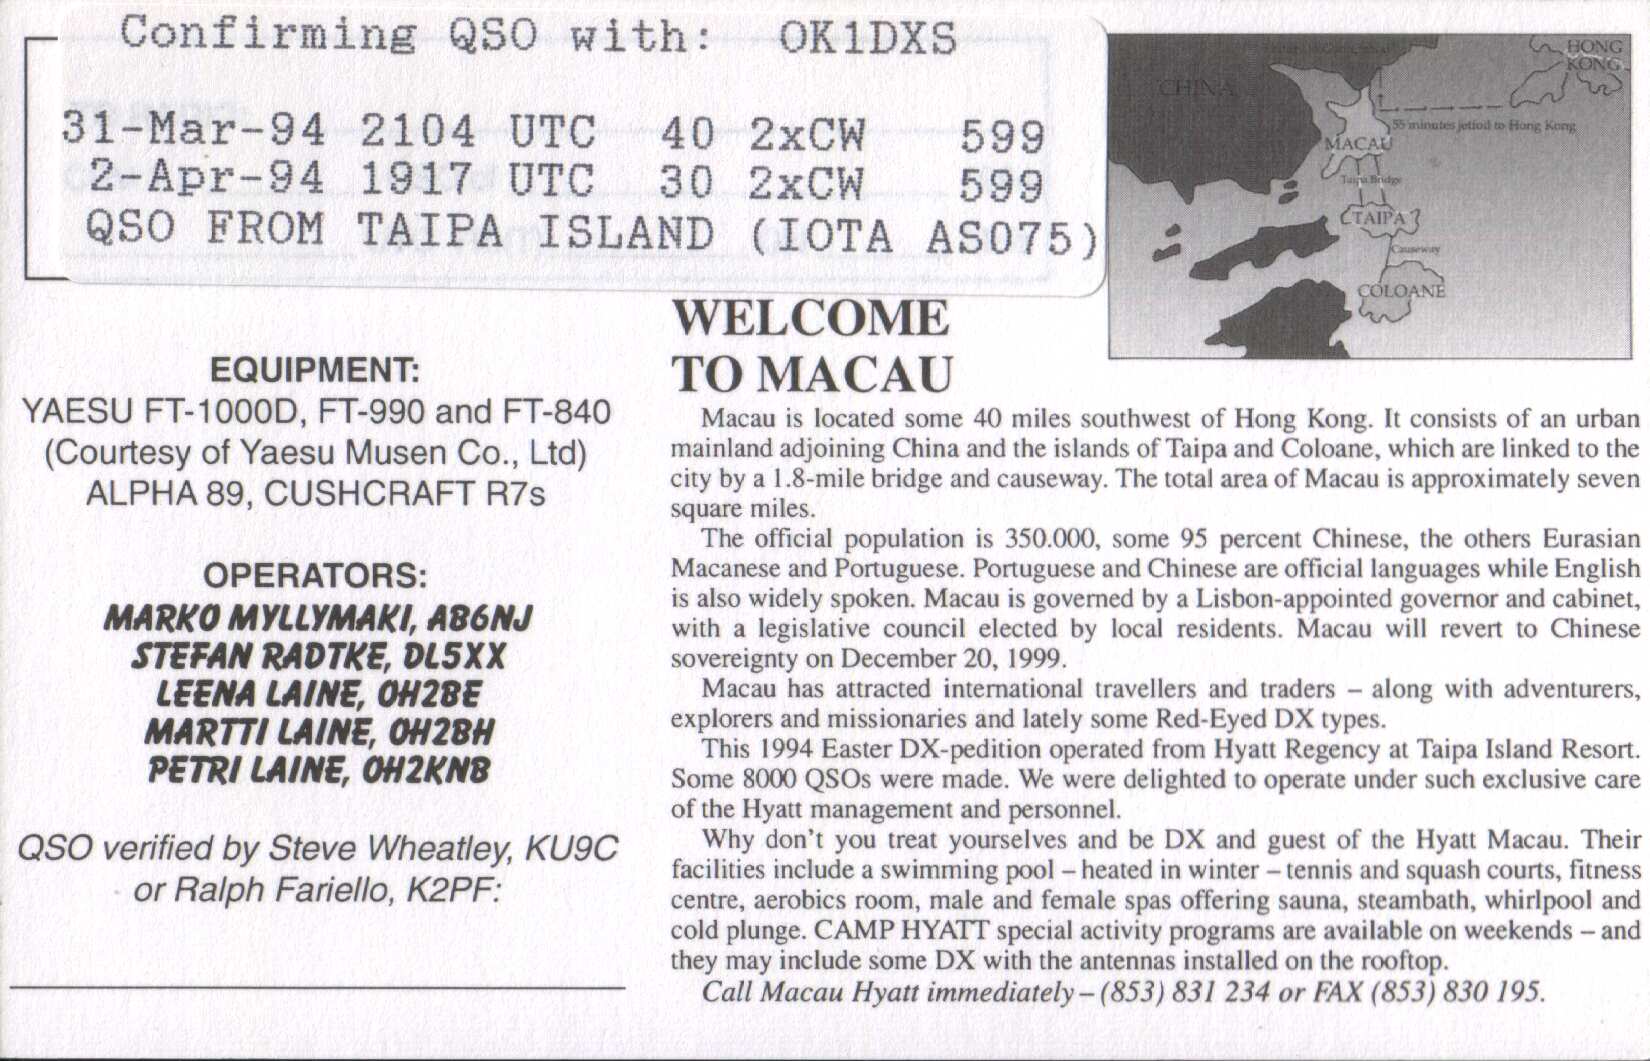 Confirming QSO with: OK1DXS
31-Mar-94 2104 UTC 40 2xCW 599
2-Apr-94 1917 UTC 30 2xCW 599
QSO FROM TAIPA ISLAND (IOTA AS075)
CHINA
HONG
KONG
55 minutes jetfoil to Hong Kong
MACAU
Taipa Bridge
TAIPA
Causeway
COLOANE
EQUIPMENT:
YAESU FT-1000D, FT-990 and FT-840
(Courtesy of Yaesu Musen Co., Ltd)
ALPHA 89, CUSHCRAFT R7s
OPERATORS:
MARKO MYLLYMAKI, AB6NJ
STEFAN RADTKE, DL5XX
LEENA LAINE, OH2BE
MARTTI LAINE, OH2BH
PETRI LAINE, OH2KNB
QSO verified by Steve Wheatley, KU9C
or Ralph Fariello, K2PF:
WELCOME
TO MACAU
Macau is located some 40 miles southwest of Hong Kong. It consists of an urban
mainland adjoining China and the islands of Taipa and Coloane, which are linked to the
city by a 1.8-mile bridge and causeway. The total area of Macau is approximately seven
square miles.
The official population is 350.000, some 95 percent Chinese, the others Eurasian
Macanese and Portuguese. Portuguese and Chinese are official languages while English
is also widely spoken. Macau is governed by a Lisbon-appointed governor and cabinet,
with a legislative council elected by local residents. Macau will revert to Chinese
sovereignty on December 20, 1999.
Macau has attracted international travellers and traders – along with adventurers,
explorers and missionaries and lately some Red-Eyed DX types.
This 1994 Easter DX-pedition operated from Hyatt Regency at Taipa Island Resort.
Some 8000 QSOs were made. We were delighted to operate under such exclusive care
of the Hyatt management and personnel.
Why don't you treat yourselves and be DX and guest of the Hyatt Macau. Their
facilities include a swimming pool – heated in winter – tennis and squash courts, fitness
centre, aerobics room, male and female spas offering sauna, steambath, whirlpool and
cold plunge. CAMP HYATT special activity programs are available on weekends – and
they may include some DX with the antennas installed on the rooftop.
Call Macau Hyatt immediately – (853) 831 234 or FAX (853) 830 195.